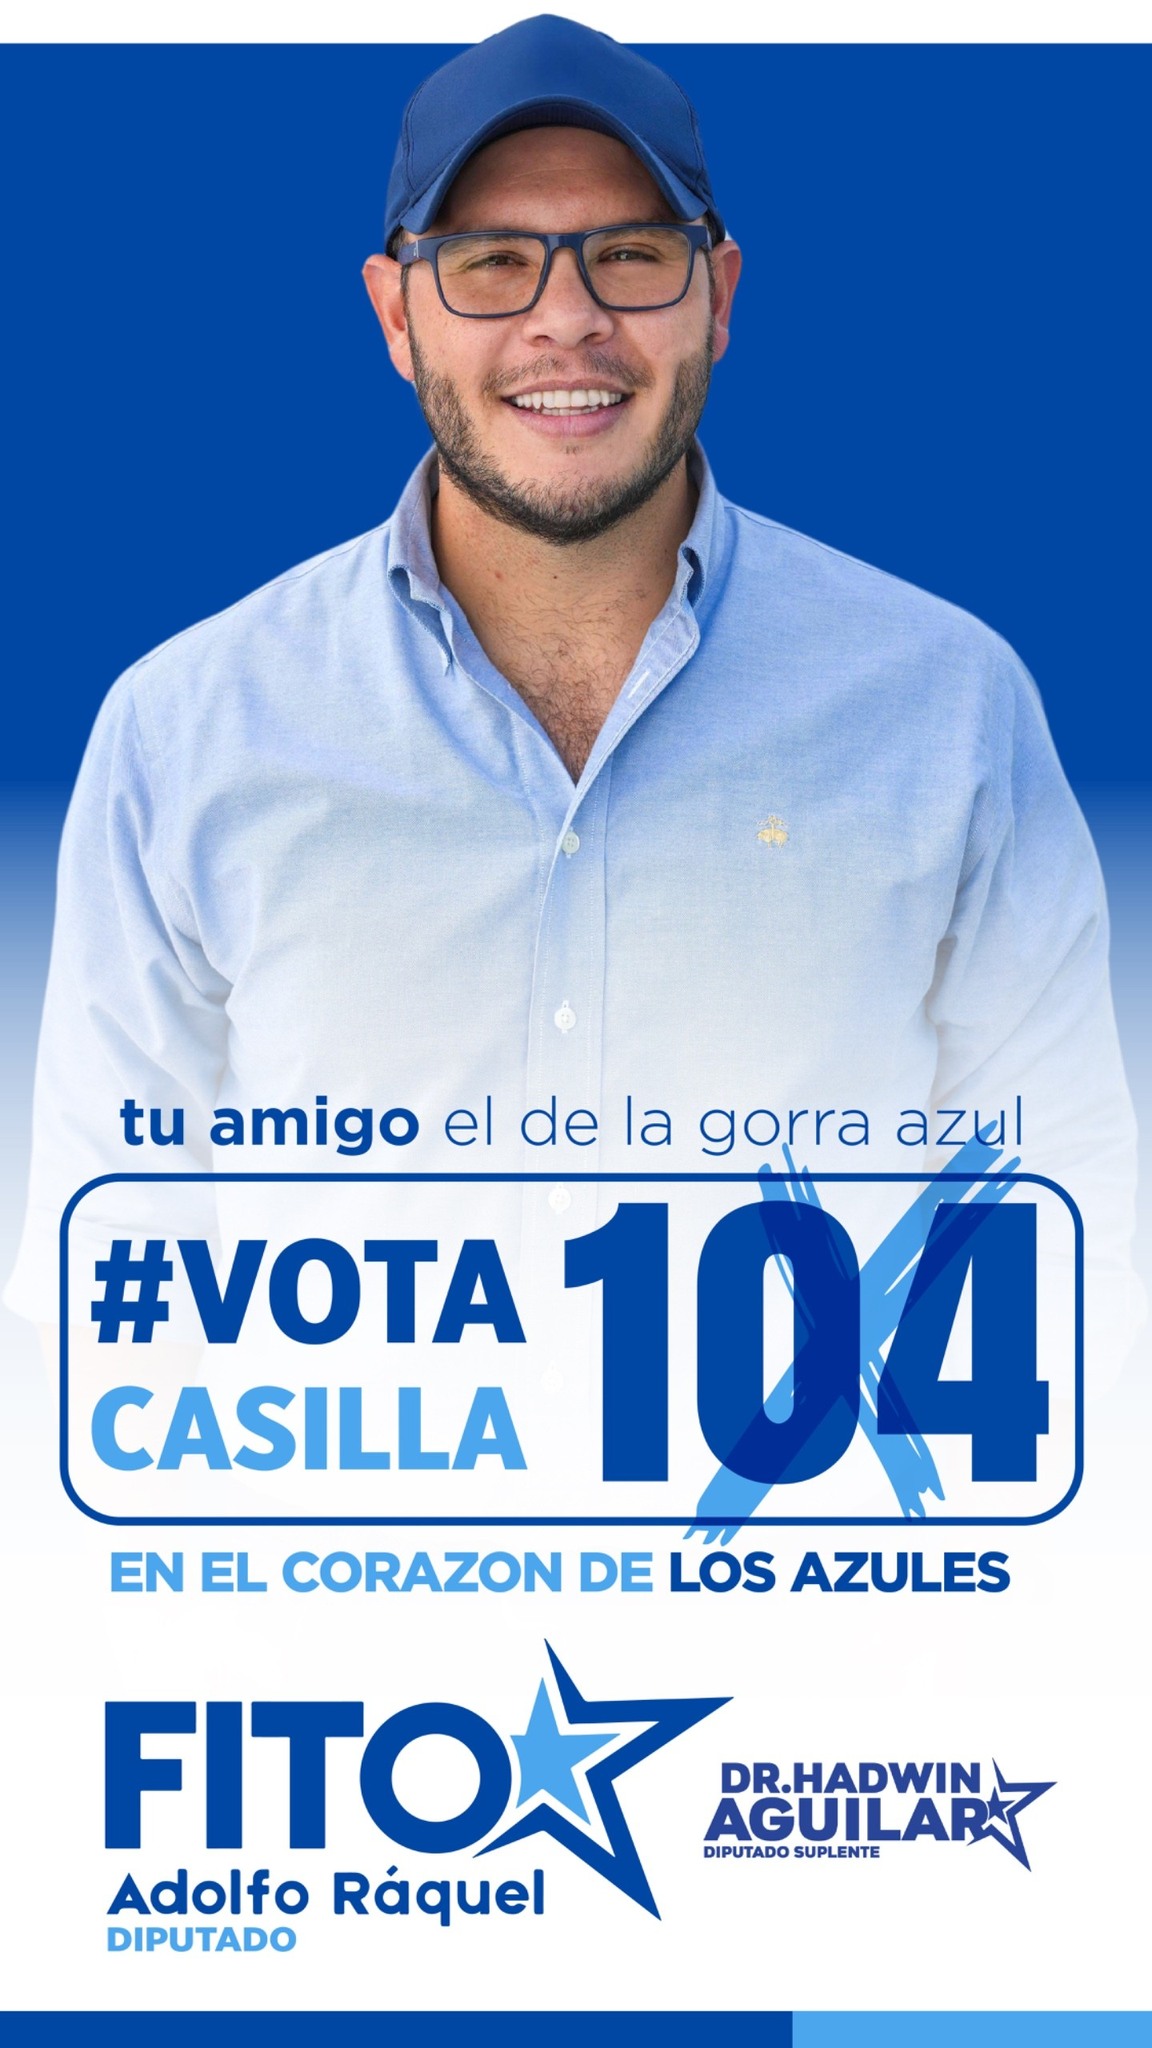 tu amigo el de la gorra azul
#VOTA
CASILLA
104
EN EL CORAZON DE LOS AZULES
FITO
Adolfo Ráquel
DIPUTADO
DR.HADWIN
AGUILAR
DIPUTADO SUPLENTE